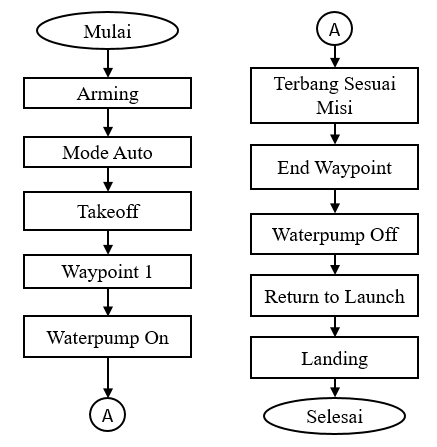 Mulai
Arming
Mode Auto
Takeoff
Waypoint 1
Waterpump On
A
A
Terbang Sesuai
Misi
End Waypoint
Waterpump Off
Return to Launch
Landing
Selesai